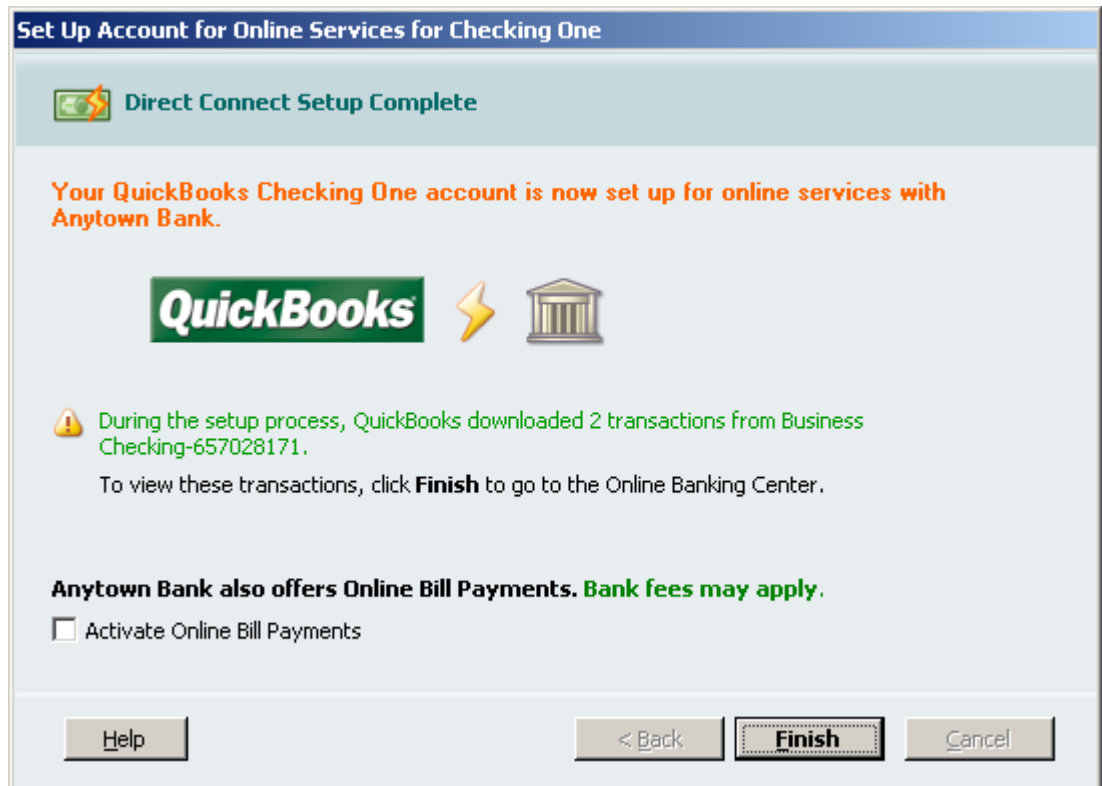 Set Up Account for Online Services for Checking One
Direct Connect Setup Complete
Your QuickBooks Checking One account is now set up for online services with
Anytown Bank.
QuickBooks
During the setup process, QuickBooks downloaded 2 transactions from Business
Checking-657028171.
To view these transactions, click Finish to go to the Online Banking Center.
Anytown Bank also offers Online Bill Payments. Bank fees may apply.
Activate Online Bill Payments
Help
< Back
Finish
Cancel